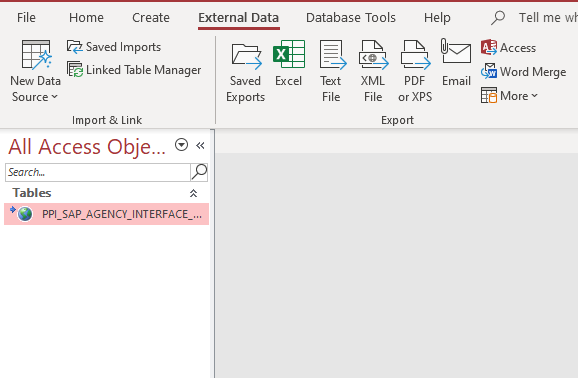 File Home Create External Data Database Tools Help Tell me wh
New Data Source
Saved Imports
Linked Table Manager
Import & Link
Saved Exports
Excel
Text File
XML File
PDF or XPS
Email
Access
Word Merge
More
Export
All Access Obje...
Search...
Tables
PPI_SAP_AGENCY_INTERFACE_...